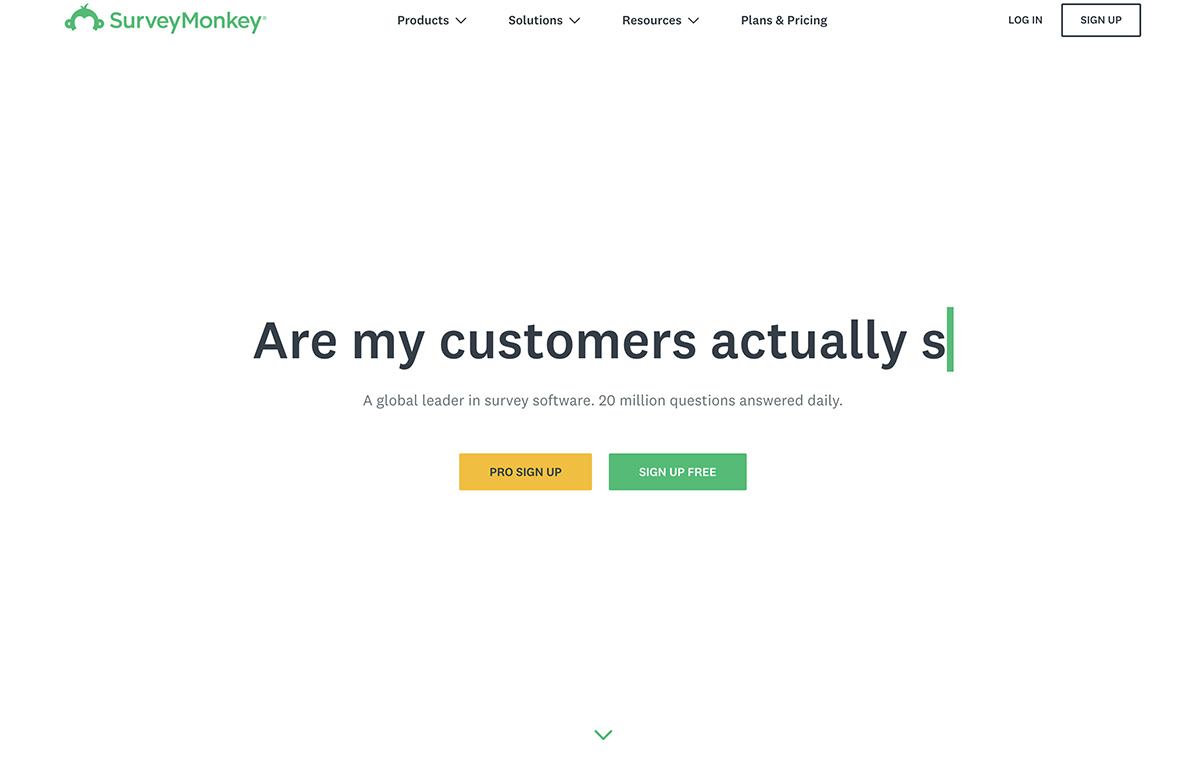 SurveyMonkey®
Products Solutions Resources Plans & Pricing LOG IN SIGN UP
Are my customers actually s
A global leader in survey software. 20 million questions answered daily.
PRO SIGN UP SIGN UP FREE